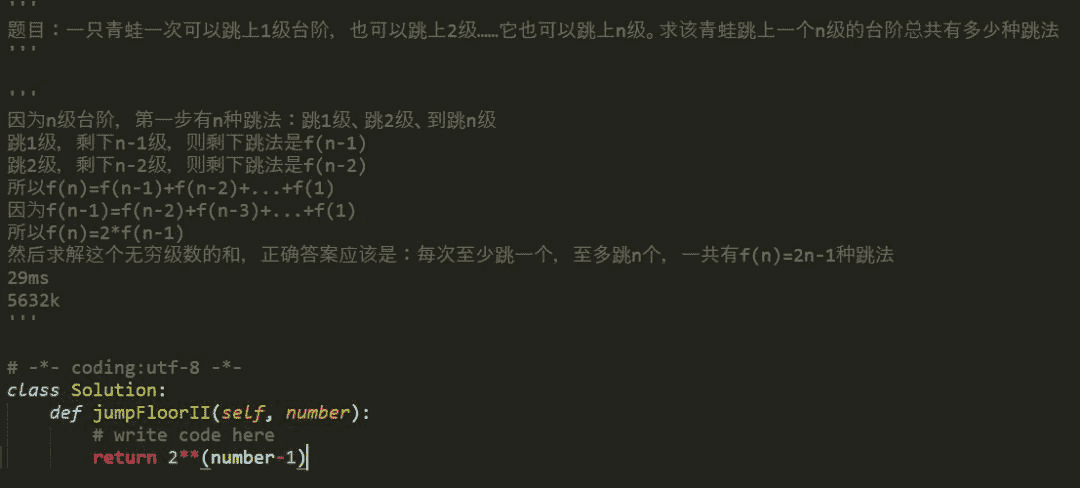 '''
题目：一只青蛙一次可以跳上1级台阶，也可以跳上2级……它也可以跳上n级。求该青蛙跳上一个n级的台阶总共有多少种跳法
'''
'''
因为n级台阶，第一步有n种跳法：跳1级、跳2级、到跳n级
跳1级，剩下n-1级，则剩下跳法是f(n-1)
跳2级，剩下n-2级，则剩下跳法是f(n-2)
所以f(n)=f(n-1)+f(n-2)+...+f(1)
因为f(n-1)=f(n-2)+f(n-3)+...+f(1)
所以f(n)=2*f(n-1)
然后求解这个无穷级数的和，正确答案应该是：每次至少跳一个，至多跳n个，一共有f(n)=2n-1种跳法
29ms
5632k
'''
# -*- coding:utf-8 -*-
class Solution:
    def jumpFloorII(self, number):
        # write code here
        return 2**(number-1)